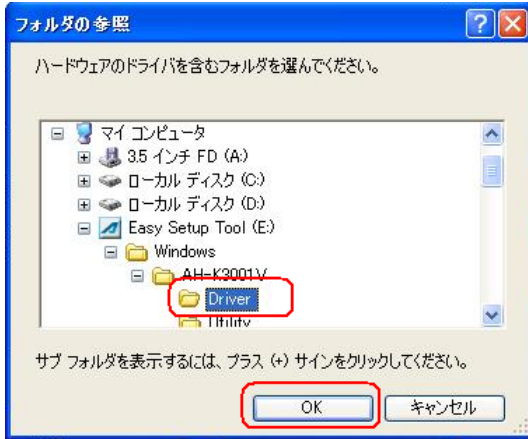 フォルダの参照
ハードウェアのドライバを含むフォルダを選んでください。
マイ コンピュータ
3.5 インチ FD (A:)
ローカル ディスク (C:)
ローカル ディスク (D:)
Easy Setup Tool (E:)
Windows
AH-K3001V
Driver
Utility
サブ フォルダを表示するには、プラス (+) サインをクリックしてください。
OK キャンセル